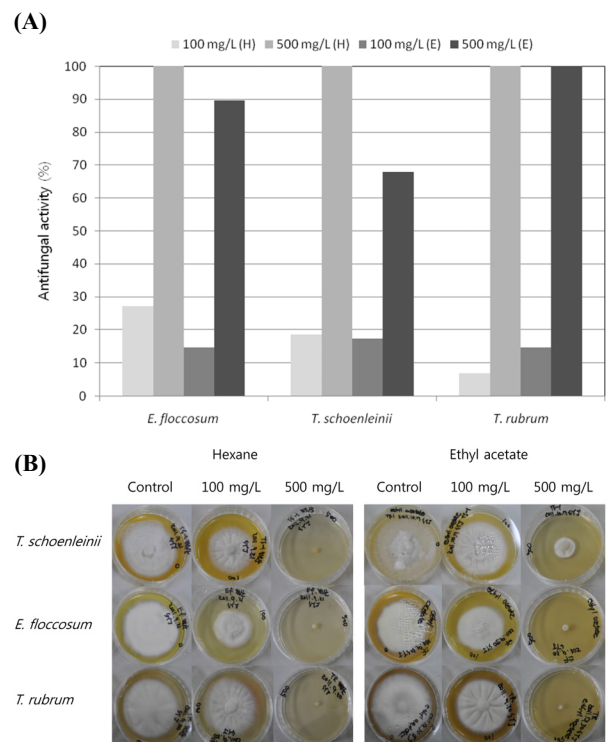 (A)
100 mg/L (H) 500 mg/L (H) 100 mg/L (E) 500 mg/L (E)
Antifungal activity (%)
100
90
80
70
60
50
40
30
20
10
0
E. floccosum T. schoenleinii T. rubrum
(B)
Hexane Ethyl acetate
Control 100 mg/L 500 mg/L Control 100 mg/L 500 mg/L
T. schoenleinii
E. floccosum
T. rubrum